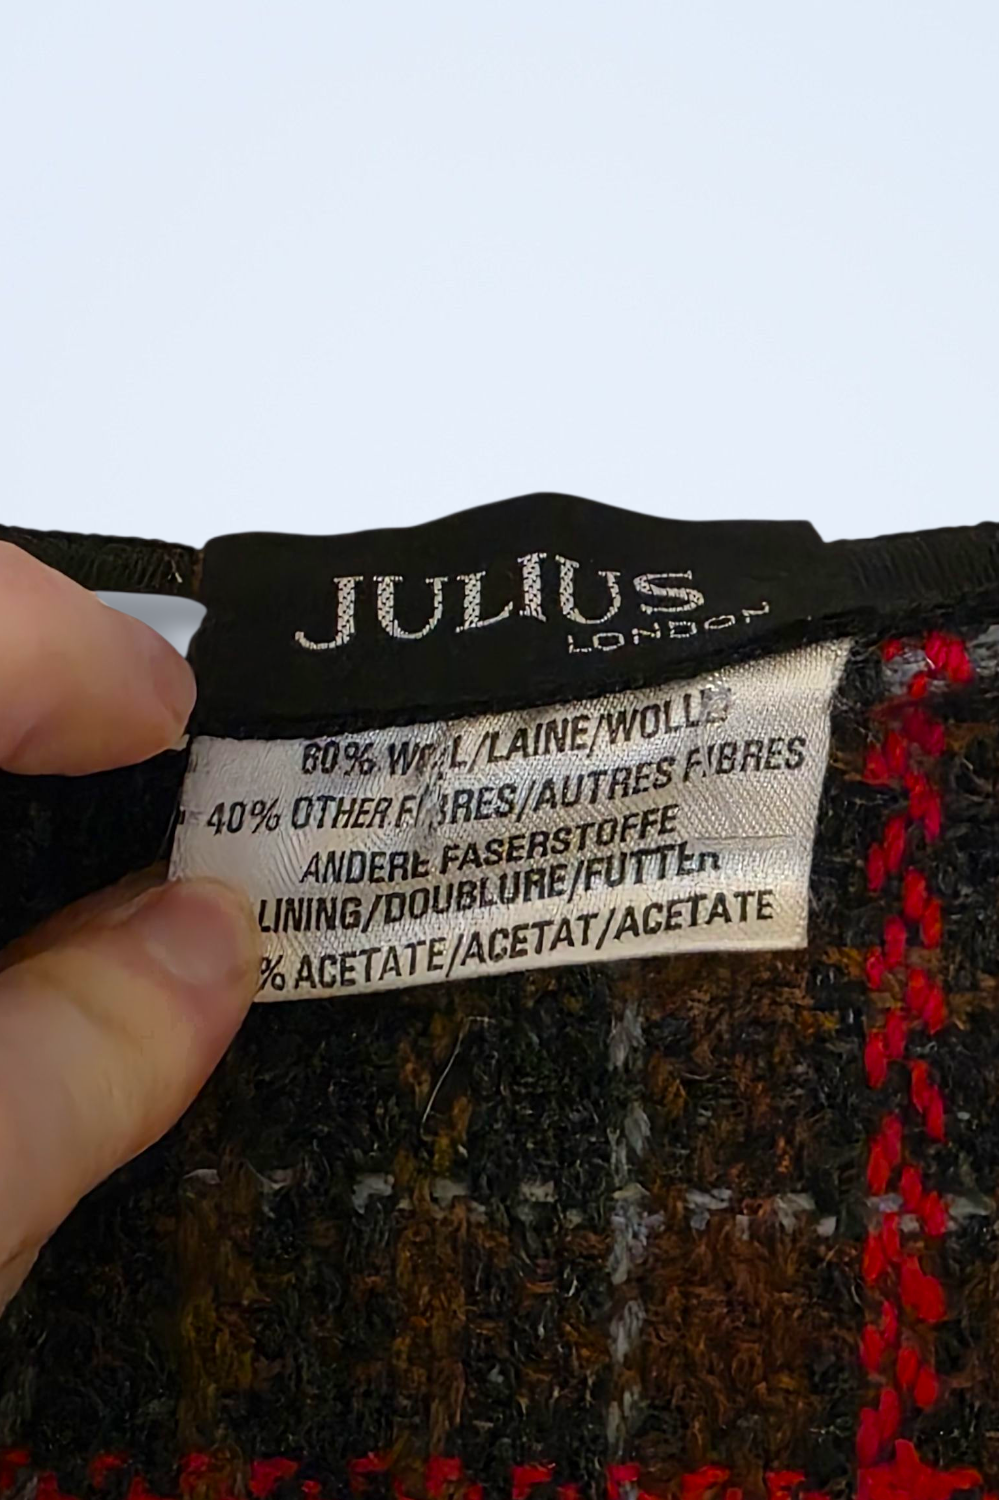 JULIUS
LONDON
60% WOOL/LAINE/WOLLE
40% OTHER FIBRES/AUTRES FIBRES
ANDERE FASERSTOFFE
LINING/DOUBLURE/FUTTER
% ACETATE/ACETAT/ACETATE